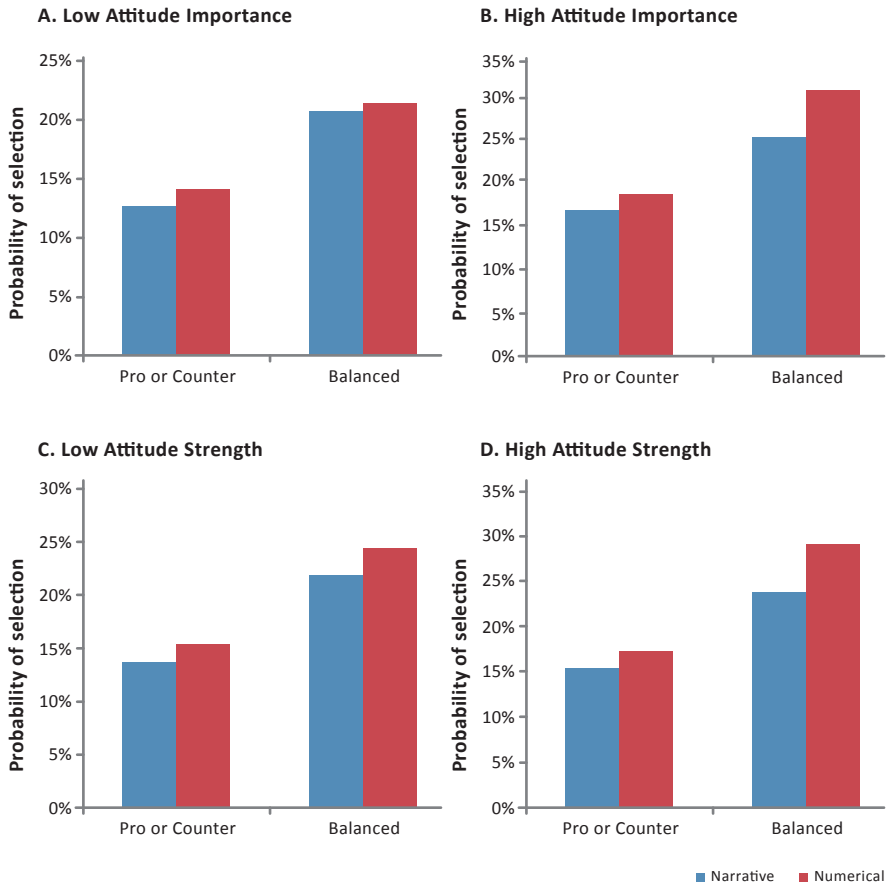 A. Low Attitude Importance
Probability of selection
25%
20%
15%
10%
5%
0%
Pro or Counter
Balanced
B. High Attitude Importance
Probability of selection
35%
30%
25%
20%
15%
10%
5%
0%
Pro or Counter
Balanced
C. Low Attitude Strength
Probability of selection
30%
25%
20%
15%
10%
5%
0%
Pro or Counter
Balanced
D. High Attitude Strength
Probability of selection
35%
30%
25%
20%
15%
10%
5%
0%
Pro or Counter
Balanced
Narrative
Numerical